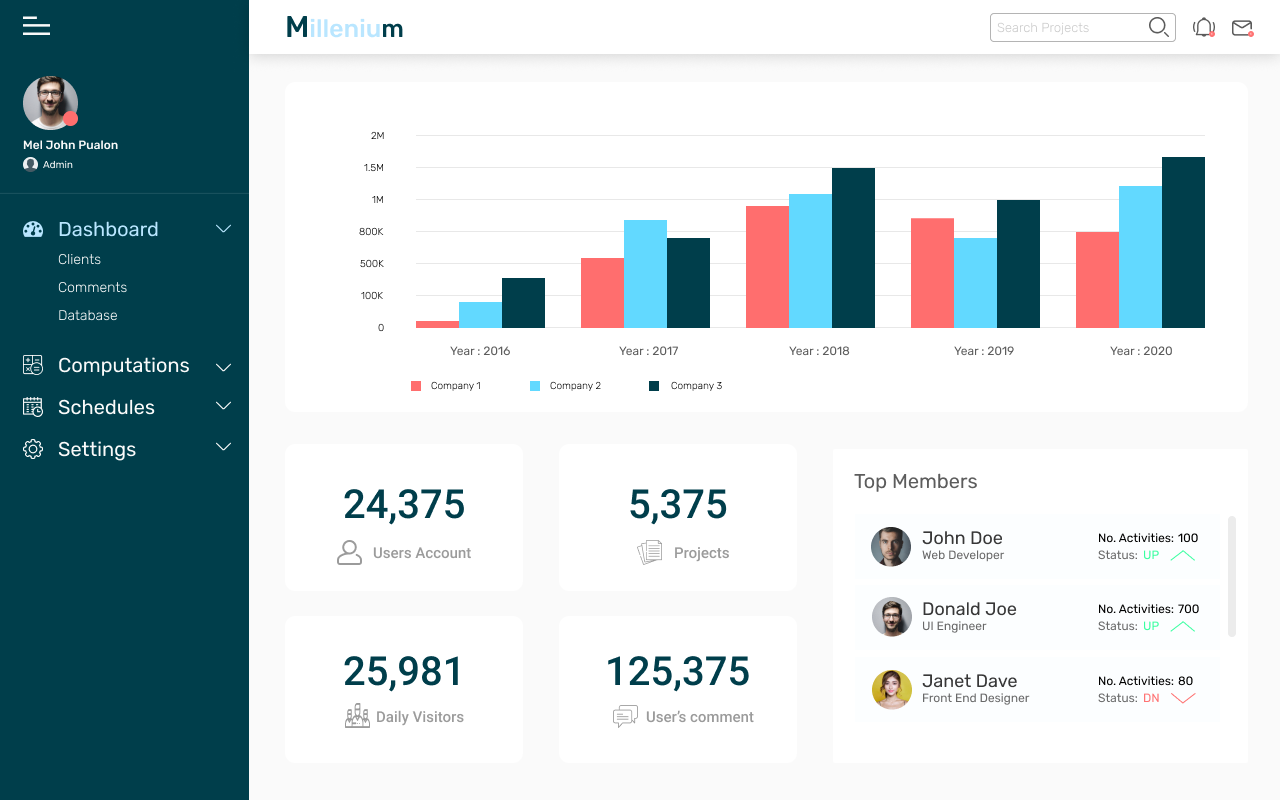 Millenium
Search Projects
Mel John Pualon
Admin
Dashboard
Clients
Comments
Database
Computations
Schedules
Settings
2M
1.5M
1M
800K
500K
100K
0
Year : 2016 Year : 2017 Year : 2018 Year : 2019 Year : 2020
Company 1 Company 2 Company 3
24,375
Users Account
5,375
Projects
25,981
Daily Visitors
125,375
User's comment
Top Members
John Doe
Web Developer
No. Activities: 100
Status: UP
Donald Joe
UI Engineer
No. Activities: 700
Status: UP
Janet Dave
Front End Designer
No. Activities: 80
Status: DN